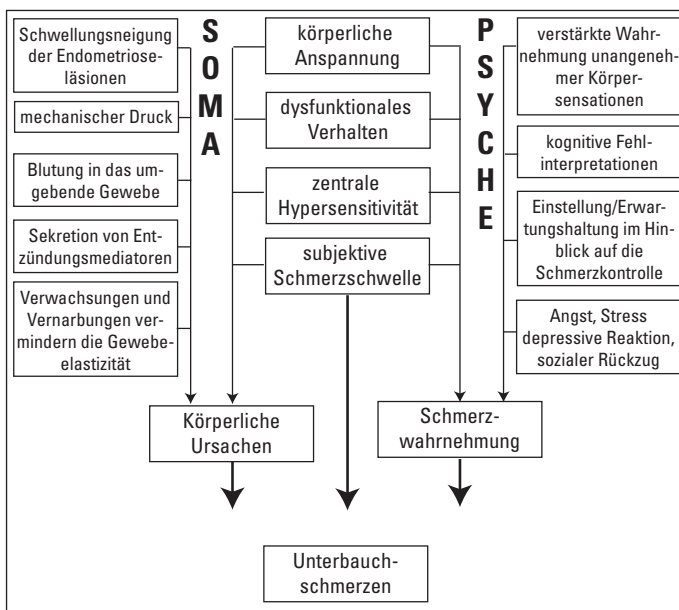 Schwellungsneigung
der Endometriose-
läsionen
mechanischer Druck
Blutung in das um-
gebende Gewebe
Sekretion von Ent-
zündungsmediatoren
Verwachsungen und
Vernarbungen ver-
mindern die Gewebe-
elastizität
SOMA
körperliche
Anspannung
dysfunktionales
Verhalten
zentrale
Hypersensitivität
subjektive
Schmerzschwelle
PSYCHE
verstärkte Wahr-
nehmung unangeneh-
mer Körper-
sensationen
kognitive Fehl-
interpretationen
Einstellung/Erwar-
tungshaltung im Hin-
blick auf die
Schmerzkontrolle
Angst, Stress
depressive Reaktion,
sozialer Rückzug
Körperliche
Ursachen
Schmerz-
wahrnehmung
Unterbauch-
schmerzen